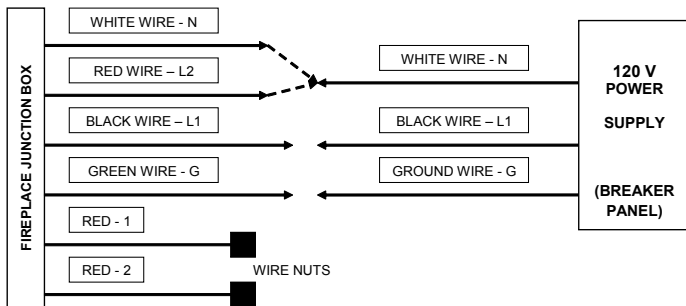 FIREPLACE JUNCTION BOX
WHITE WIRE - N
RED WIRE – L2
BLACK WIRE – L1
GREEN WIRE - G
RED - 1
RED - 2
WIRE NUTS
WHITE WIRE - N
BLACK WIRE – L1
GROUND WIRE - G
120 V
POWER
SUPPLY
(BREAKER
PANEL)